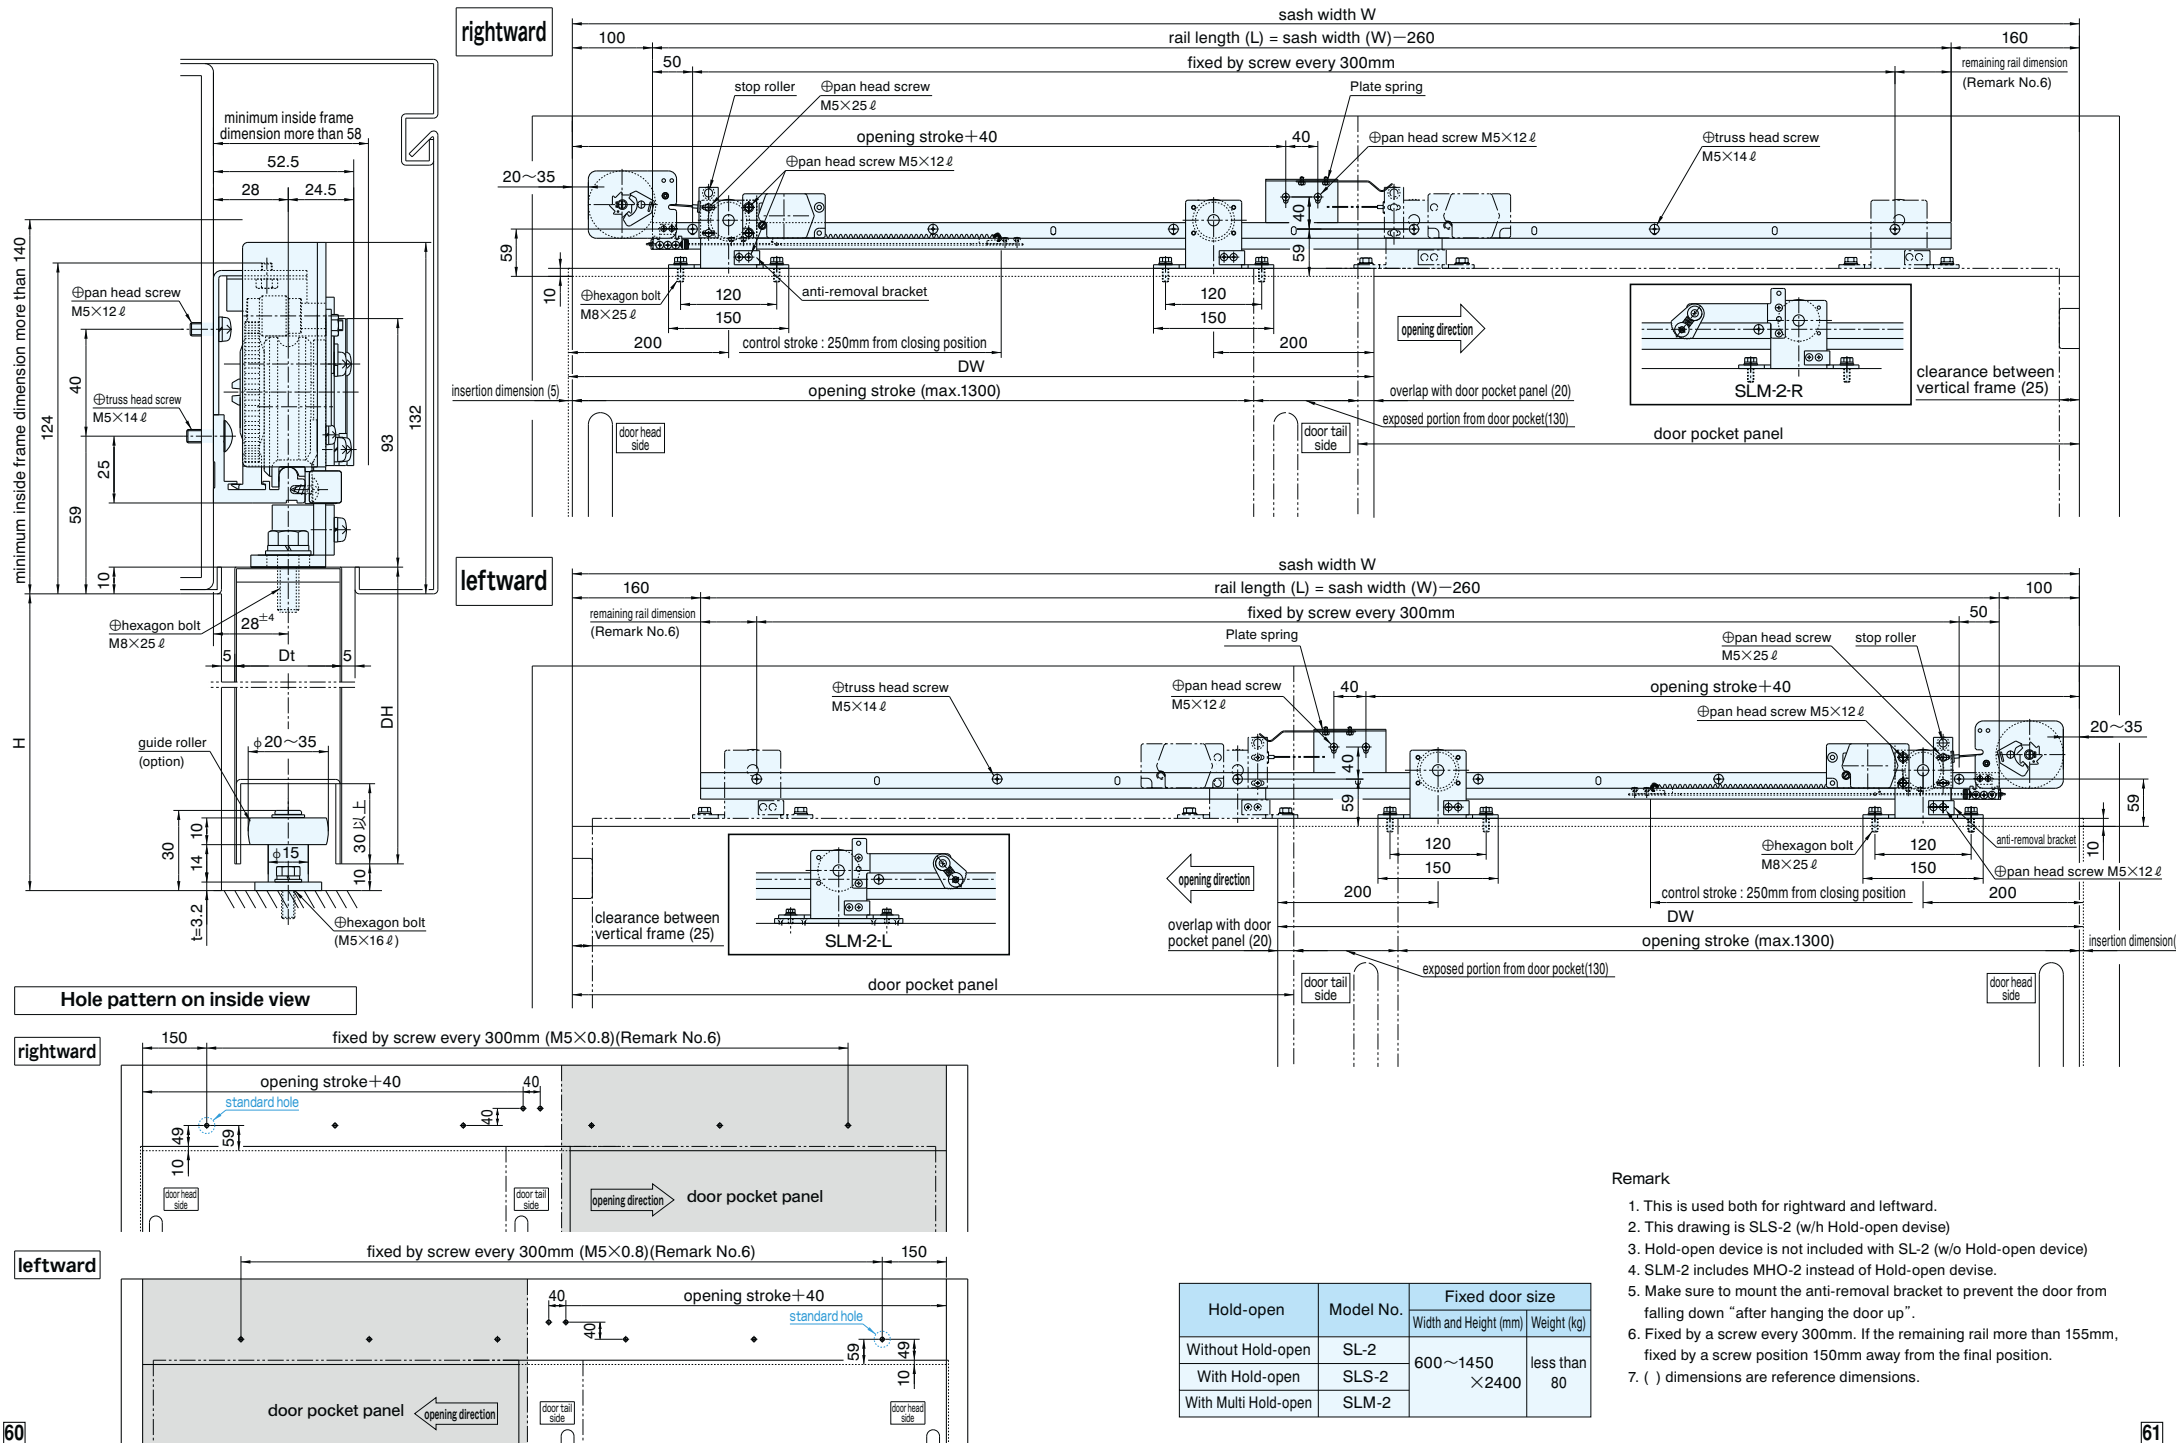 rightward
sash width W
100
rail length (L) = sash width (W)−260
160
50
fixed by screw every 300mm
remaining rail dimension
(Remark No.6)
stop roller
⊕pan head screw
M5×25ℓ
Plate spring
opening stroke+40
40
⊕pan head screw M5×12ℓ
⊕truss head screw
M5×14ℓ
⊕pan head screw M5×12ℓ
20~35
59
10
40
59
⊕hexagon bolt
M8×25ℓ
120
150
anti-removal bracket
120
150
200
control stroke : 250mm from closing position
200
opening direction
DW
insertion dimension (5)
opening stroke (max.1300)
overlap with door pocket panel (20)
exposed portion from door pocket(130)
SLM-2-R
clearance between
vertical frame (25)
door head
side
door tail
side
door pocket panel
minimum inside frame
dimension more than 58
52.5
28
24.5
minimum inside frame dimension more than 140
124
⊕pan head screw
M5×12ℓ
40
⊕truss head screw
M5×14ℓ
25
59
10
132
93
⊕hexagon bolt
M8×25ℓ
28±4
5
Dt
5
H
DH
guide roller
(option)
φ20~35
30
10
14
φ15
30以上
10
t=3.2
⊕hexagon bolt
(M5×16ℓ)
leftward
sash width W
160
rail length (L) = sash width (W)−260
100
remaining rail dimension
(Remark No.6)
fixed by screw every 300mm
50
Plate spring
⊕pan head screw
M5×25ℓ
stop roller
⊕truss head screw
M5×14ℓ
⊕pan head screw
M5×12ℓ
40
opening stroke+40
⊕pan head screw M5×12ℓ
20~35
40
59
59
10
120
150
⊕hexagon bolt
M8×25ℓ
120
150
anti-removal bracket
⊕pan head screw M5×12ℓ
opening direction
200
control stroke : 250mm from closing position
200
SLM-2-L
clearance between
vertical frame (25)
overlap with door
pocket panel (20)
DW
opening stroke (max.1300)
insertion dimension(
exposed portion from door pocket(130)
door pocket panel
door tail
side
door head
side
Hole pattern on inside view
rightward
150
fixed by screw every 300mm (M5×0.8)(Remark No.6)
opening stroke+40
40
standard hole
40
49
59
10
door head
side
door tail
side
opening direction
door pocket panel
leftward
fixed by screw every 300mm (M5×0.8)(Remark No.6)
150
40
opening stroke+40
standard hole
40
59
49
10
door pocket panel
opening direction
door tail
side
door head
side
Hold-open
Model No.
Fixed door size
Width and Height (mm)
Weight (kg)
Without Hold-open
SL-2
With Hold-open
SLS-2
With Multi Hold-open
SLM-2
600~1450
×2400
less than
80
Remark
1. This is used both for rightward and leftward.
2. This drawing is SLS-2 (w/h Hold-open devise)
3. Hold-open device is not included with SL-2 (w/o Hold-open device)
4. SLM-2 includes MHO-2 instead of Hold-open devise.
5. Make sure to mount the anti-removal bracket to prevent the door from
falling down “after hanging the door up”.
6. Fixed by a screw every 300mm. If the remaining rail more than 155mm,
fixed by a screw position 150mm away from the final position.
7. ( ) dimensions are reference dimensions.
60
61